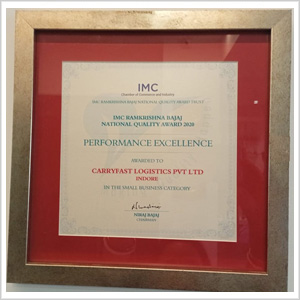 IMC
Chamber of Commerce and Industry
IMC RAMKRISHNA BAJAJ NATIONAL QUALITY AWARD TRUST
IMC RAMKRISHNA BAJAJ
NATIONAL QUALITY AWARD 2020
PERFORMANCE EXCELLENCE
AWARDED TO
CARRYFAST LOGISTICS PVT LTD
INDORE
IN THE SMALL BUSINESS CATEGORY
NIRAJ BAJAJ
CHAIRMAN